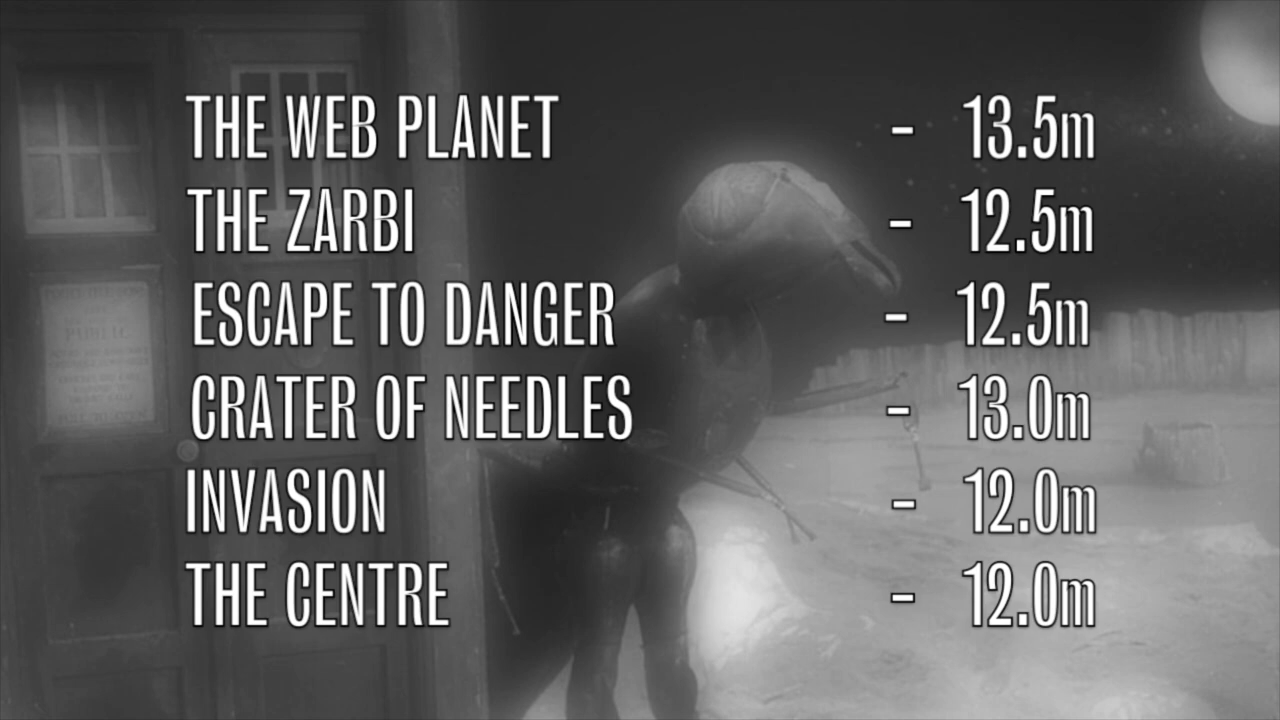 THE WEB PLANET - 13.5m
THE ZARBI - 12.5m
ESCAPE TO DANGER - 12.5m
CRATER OF NEEDLES - 13.0m
INVASION - 12.0m
THE CENTRE - 12.0m
PUBLIC